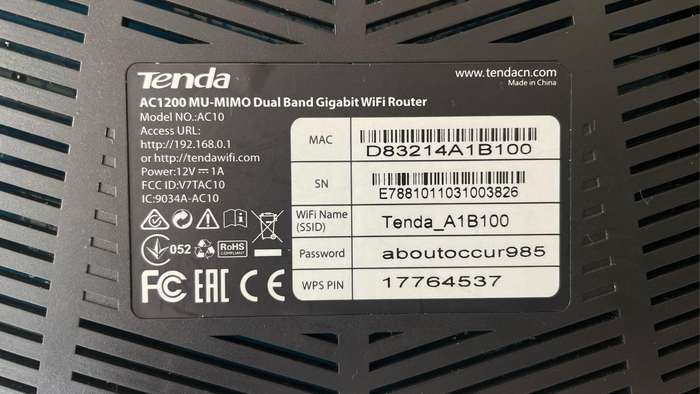 Tenda
www.tendacn.com
Made in China
AC1200 MU-MIMO Dual Band Gigabit WiFi Router
Model NO.:AC10
Access URL:
http://192.168.0.1
or http://tendawifi.com
Power:12V ⎓ 1A
FCC ID:V7TAC10
IC:9034A-AC10
052
RoHS
COMPLIANT
FC EAC CE
MAC
D83214A1B100
SN
E7881011031003826
WiFi Name
(SSID)
Tenda_A1B100
Password
aboutoccur985
WPS PIN
17764537